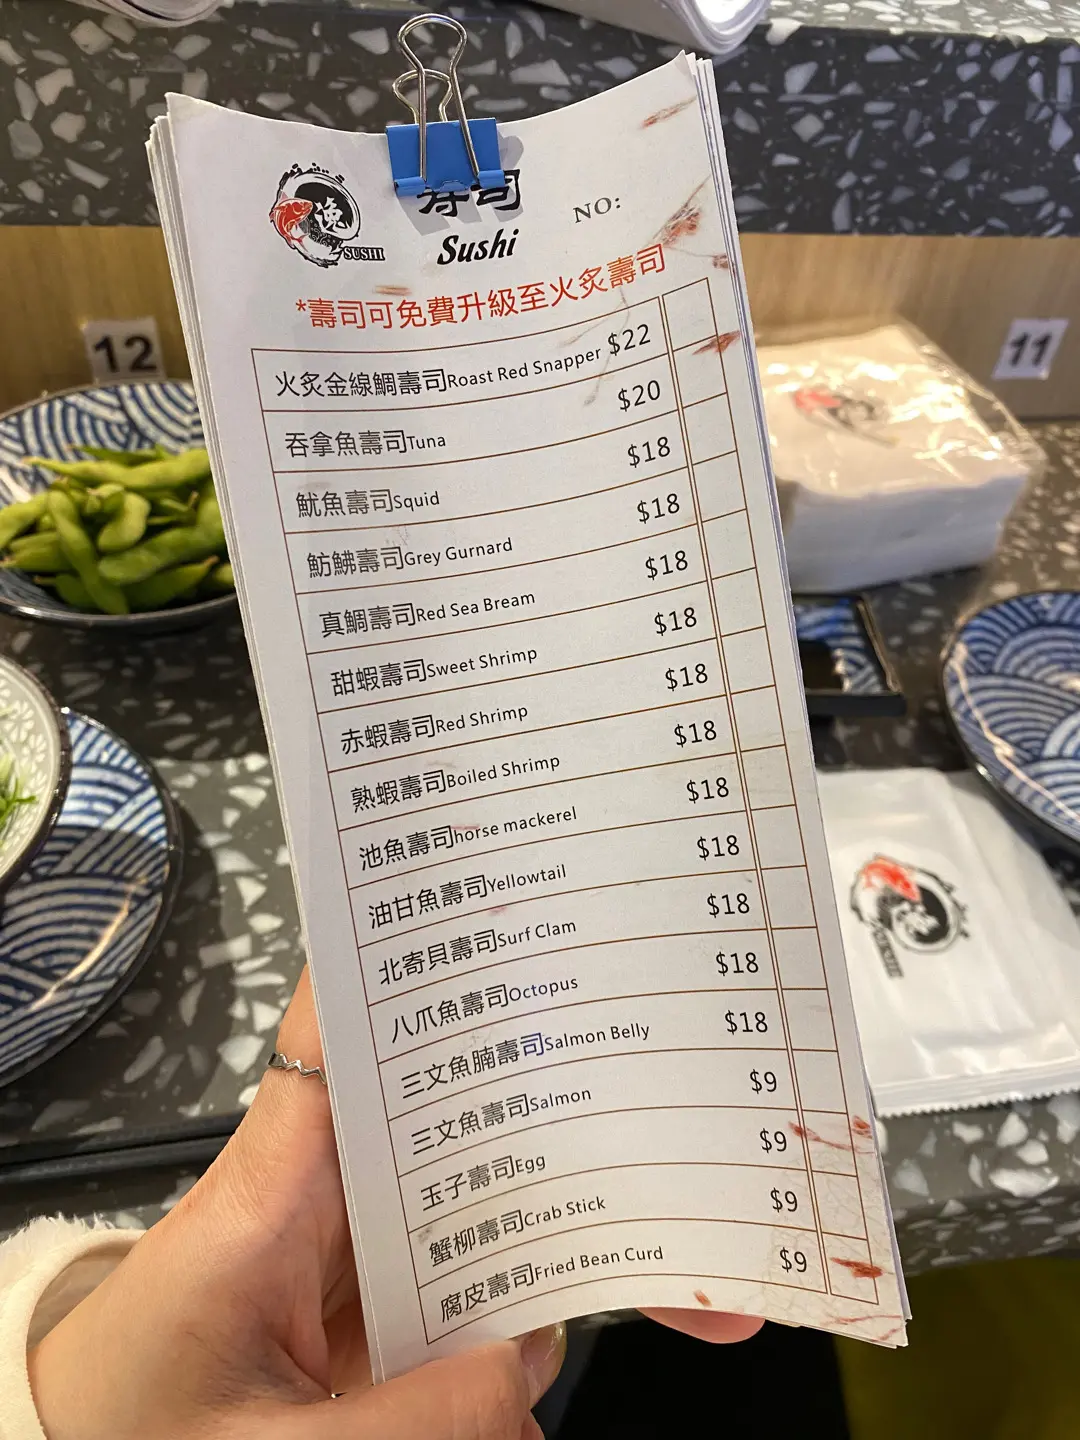 壽司
Sushi
NO:
逸
SUSHI
*壽司可免費升級至火炙壽司
火炙金線鯛壽司Roast Red Snapper $22
吞拿魚壽司Tuna $20
魷魚壽司Squid $18
魴鮄壽司Grey Gurnard $18
真鯛壽司Red Sea Bream $18
甜蝦壽司Sweet Shrimp $18
赤蝦壽司Red Shrimp $18
熟蝦壽司Boiled Shrimp $18
池魚壽司horse mackerel $18
油甘魚壽司Yellowtail $18
北寄貝壽司Surf Clam $18
八爪魚壽司Octopus $18
三文魚腩壽司Salmon Belly $18
三文魚壽司Salmon $9
玉子壽司Egg $9
蟹柳壽司Crab Stick $9
腐皮壽司Fried Bean Curd $9
12
11
SUSHI